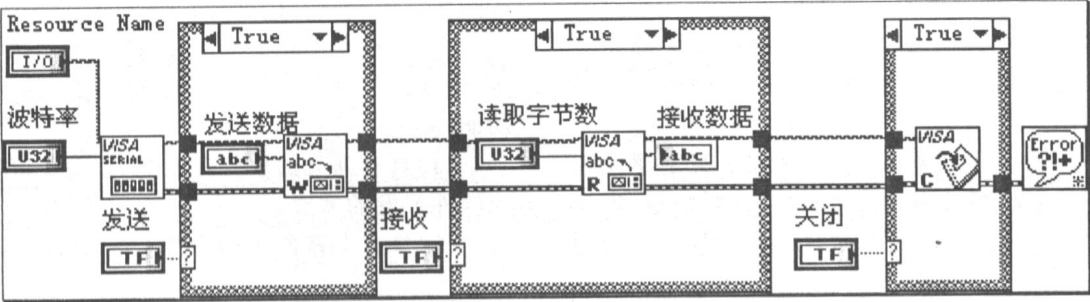 Resource Name
I/O
波特率
U32
VISA
SERIAL
发送
TF
?
True
发送数据
abc
VISA
abc
W
接收
TF
?
True
读取字节数
U32
VISA
abc
R
接收数据
abc
关闭
TF
?
True
VISA
C
Error
?!+